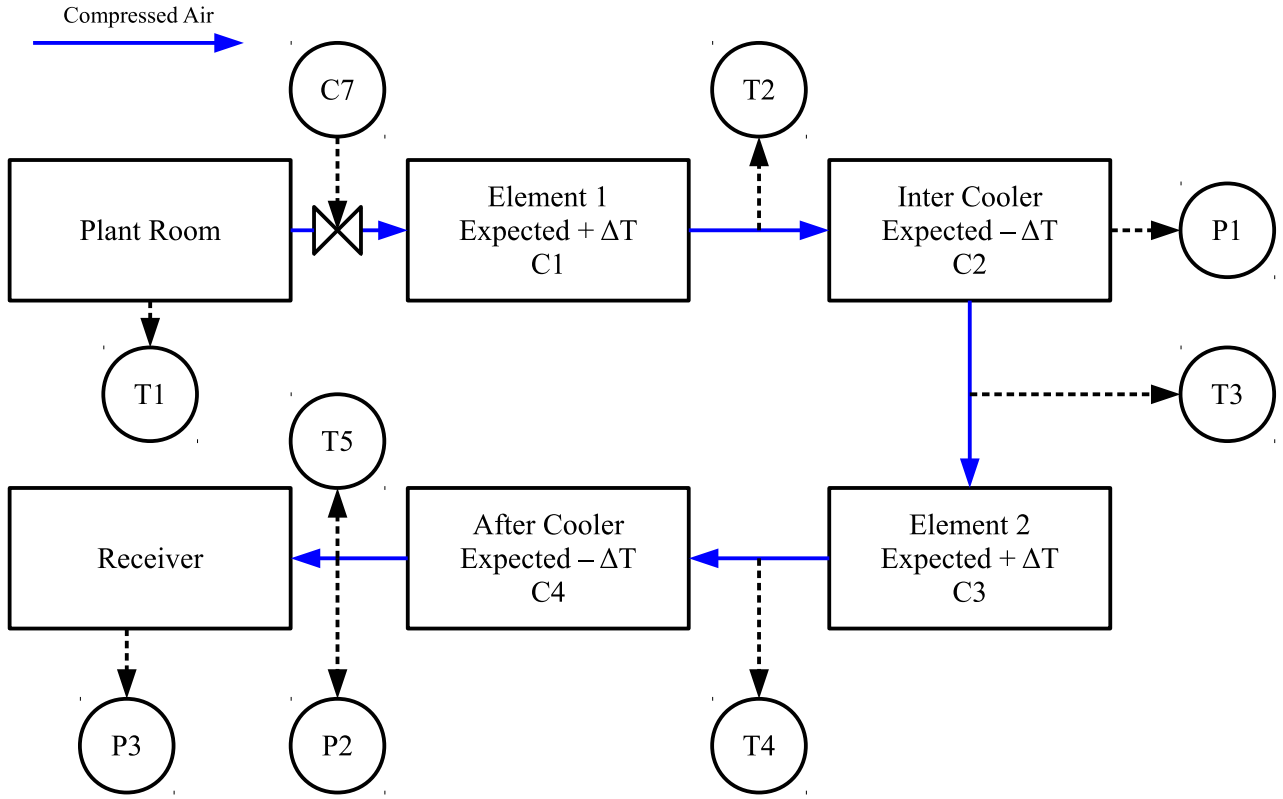 Compressed Air
C7
T2
Plant Room
Element 1
Expected + ΔT
C1
Inter Cooler
Expected – ΔT
C2
P1
T1
T5
T3
Receiver
After Cooler
Expected – ΔT
C4
Element 2
Expected + ΔT
C3
P3
P2
T4